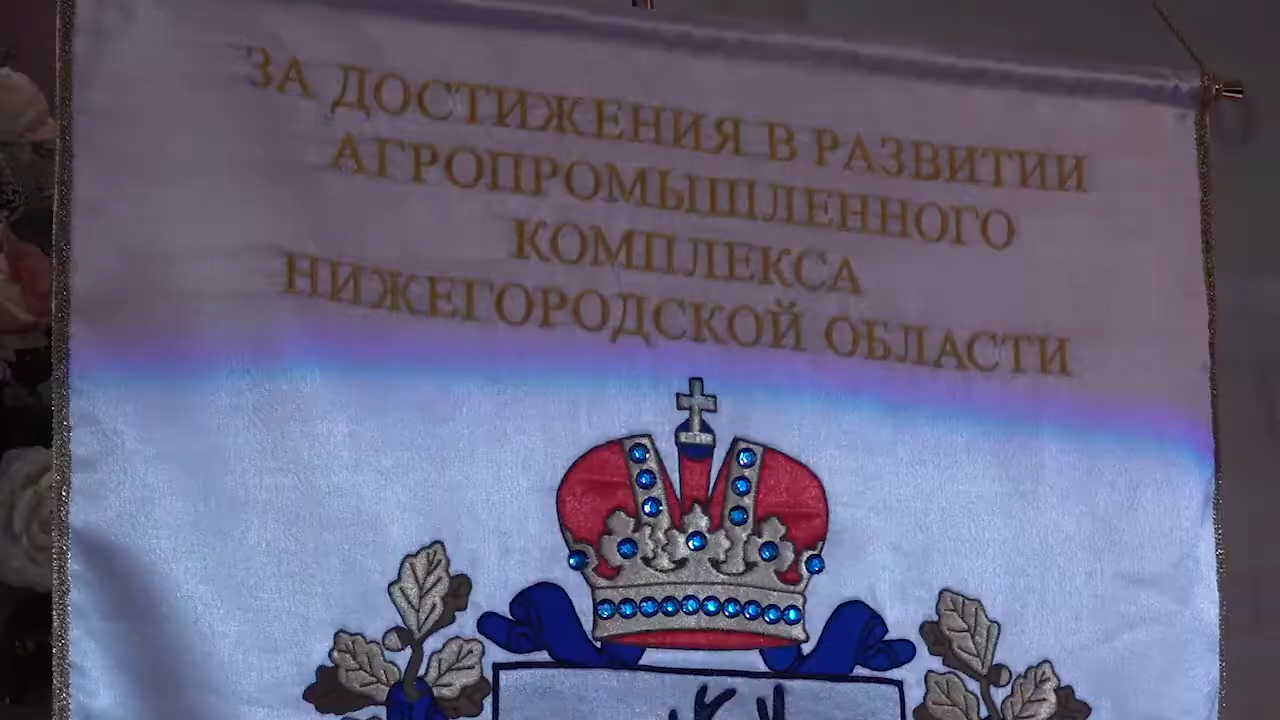 ЗА ДОСТИЖЕНИЯ В РАЗВИТИИ
АГРОПРОМЫШЛЕННОГО
КОМПЛЕКСА
НИЖЕГОРОДСКОЙ ОБЛАСТИ